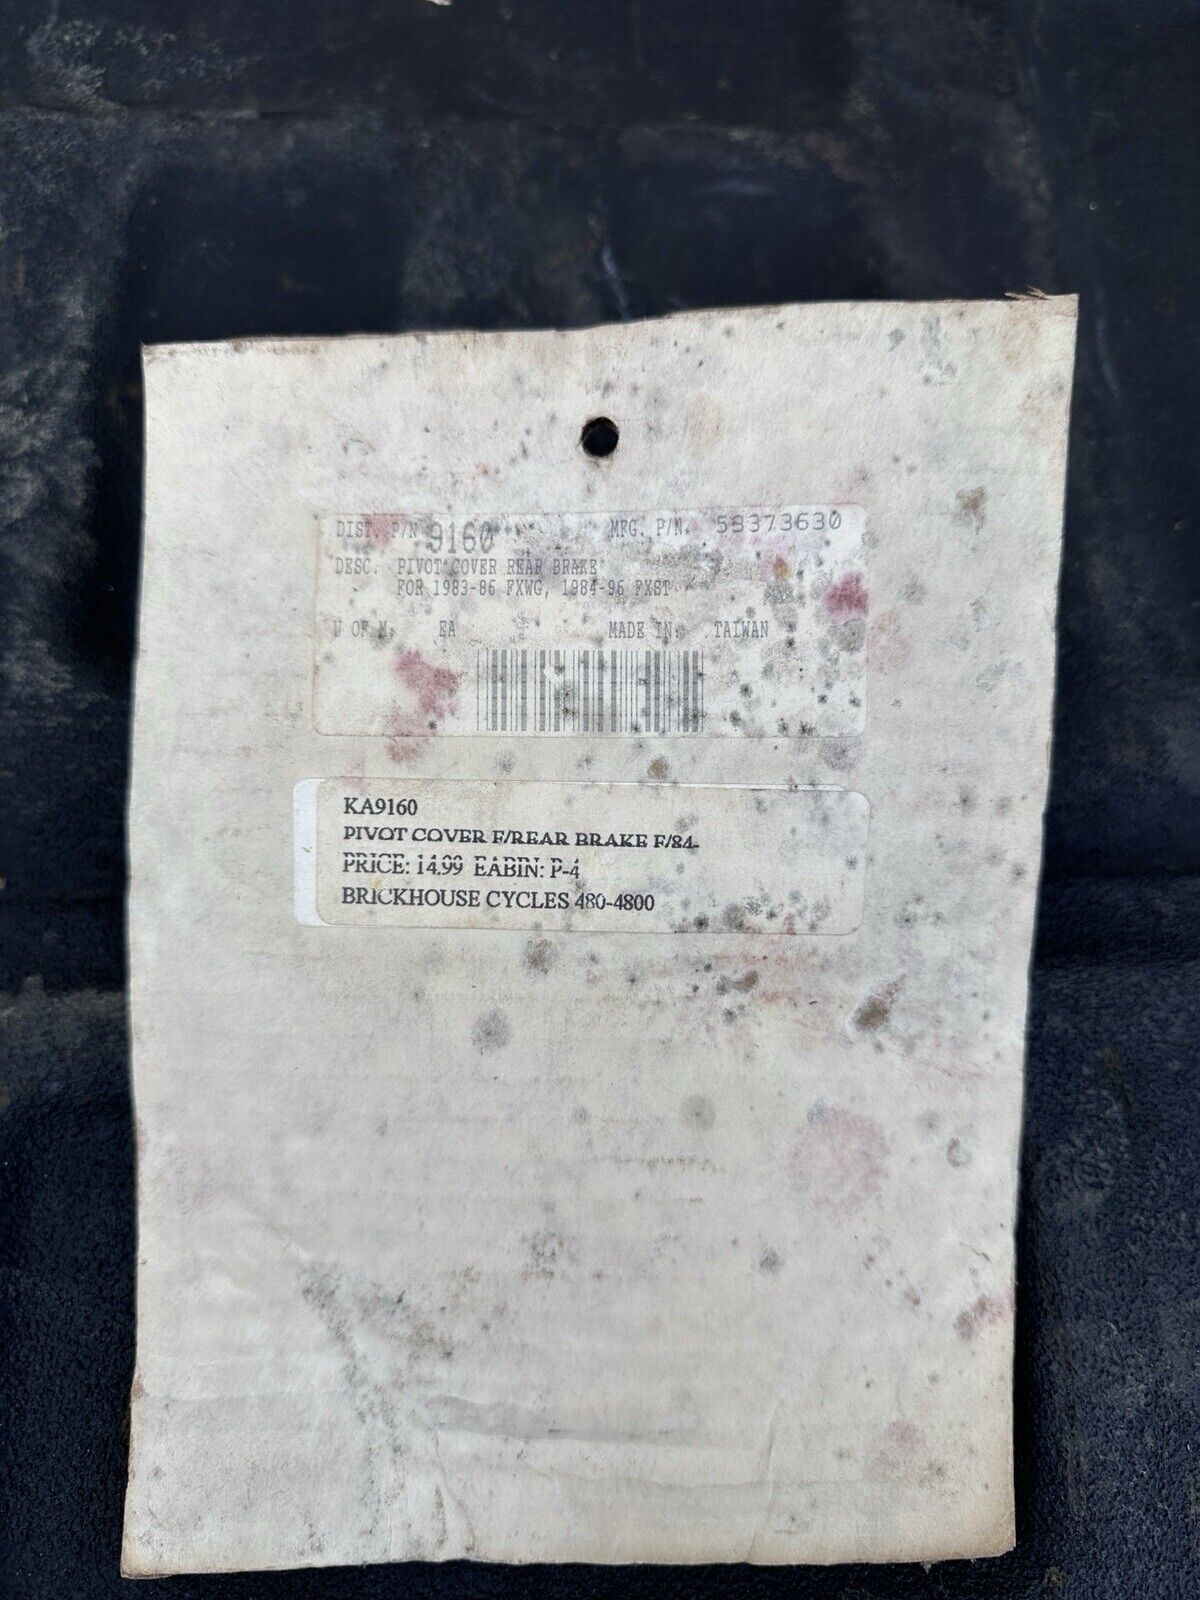 DIST. P/N 9160 MFG. P/N. 59373630
DESC. PIVOT COVER REAR BRAKE
FOR 1983-86 FXWG, 1984-96 FXST
U OF M. EA MADE IN: TAIWAN
KA9160
PIVOT COVER F/REAR BRAKE F/84-
PRICE: 14.99 EABIN: P-4
BRICKHOUSE CYCLES 480-4800